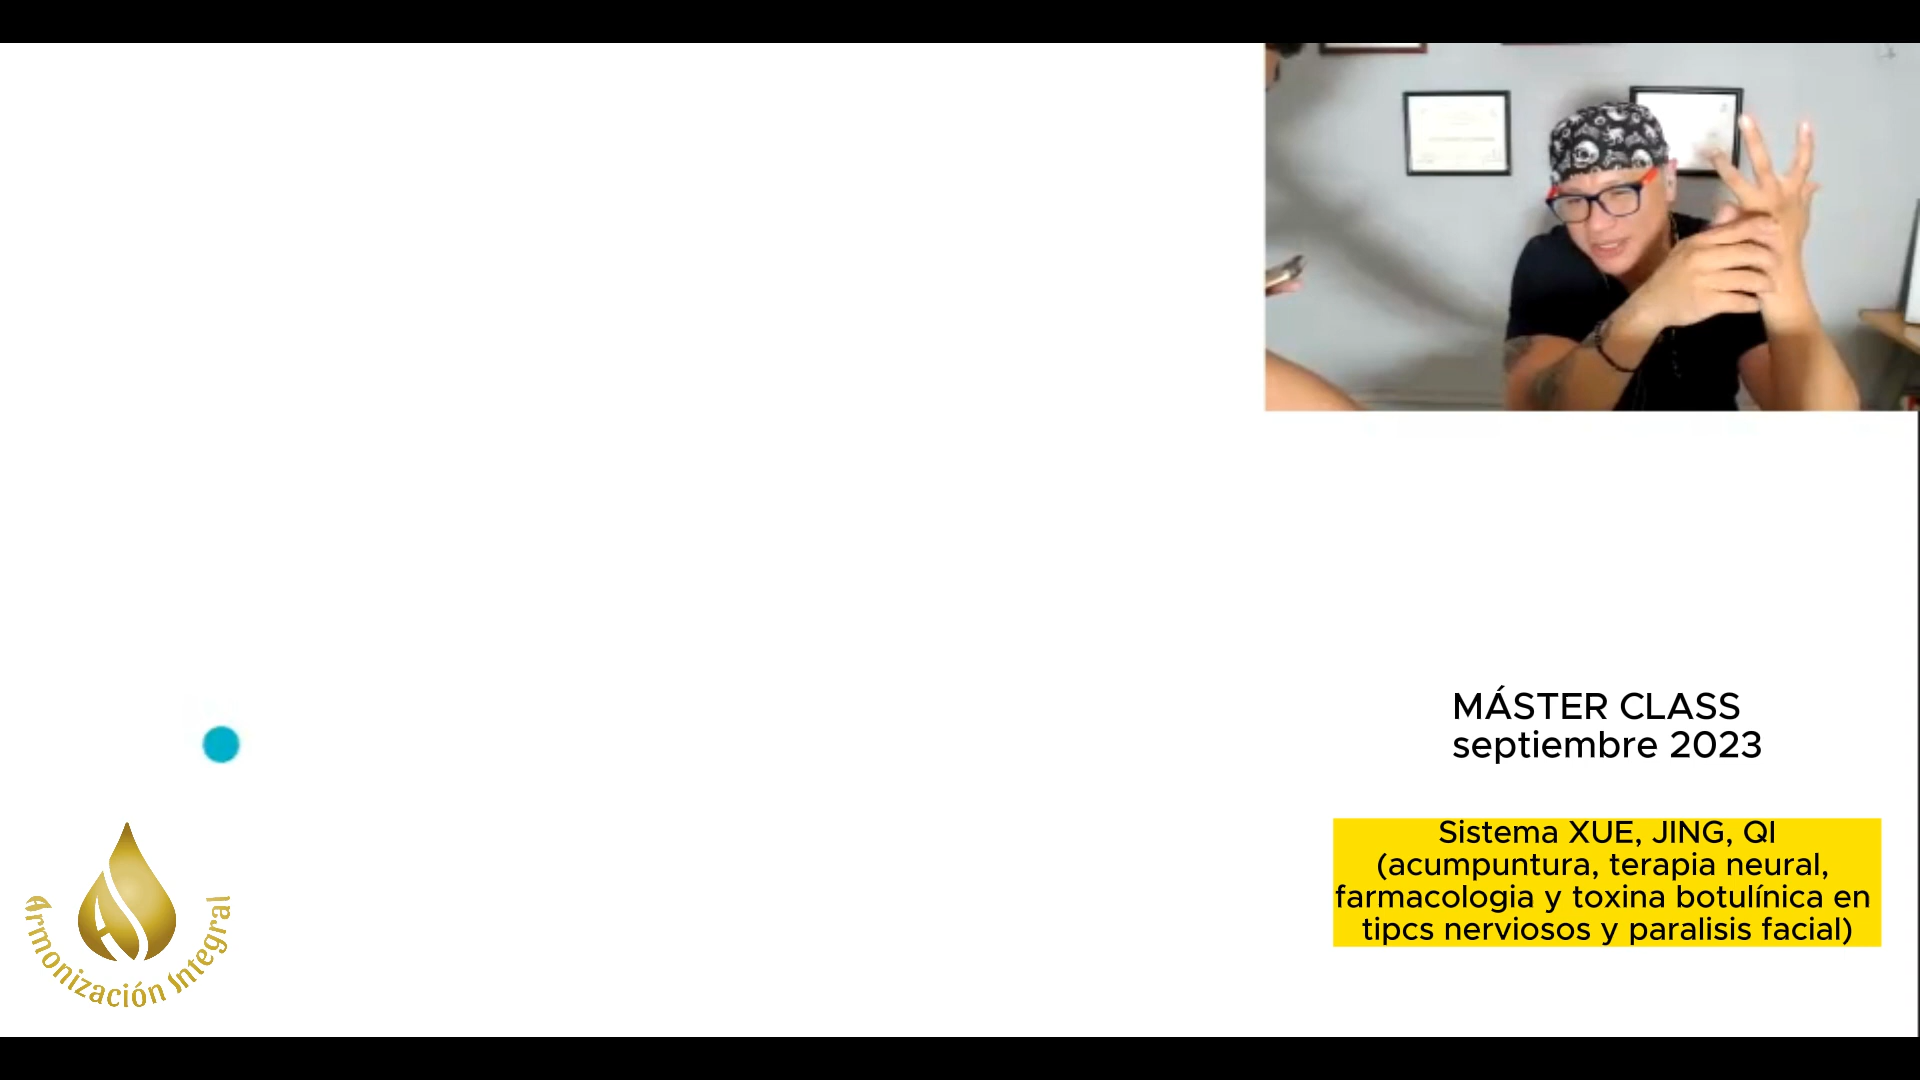 MÁSTER CLASS
septiembre 2023
Sistema XUE, JING, QI
(acumpuntura, terapia neural,
farmacologia y toxina botulínica en
tipcs nerviosos y paralisis facial)
Armonización Integral